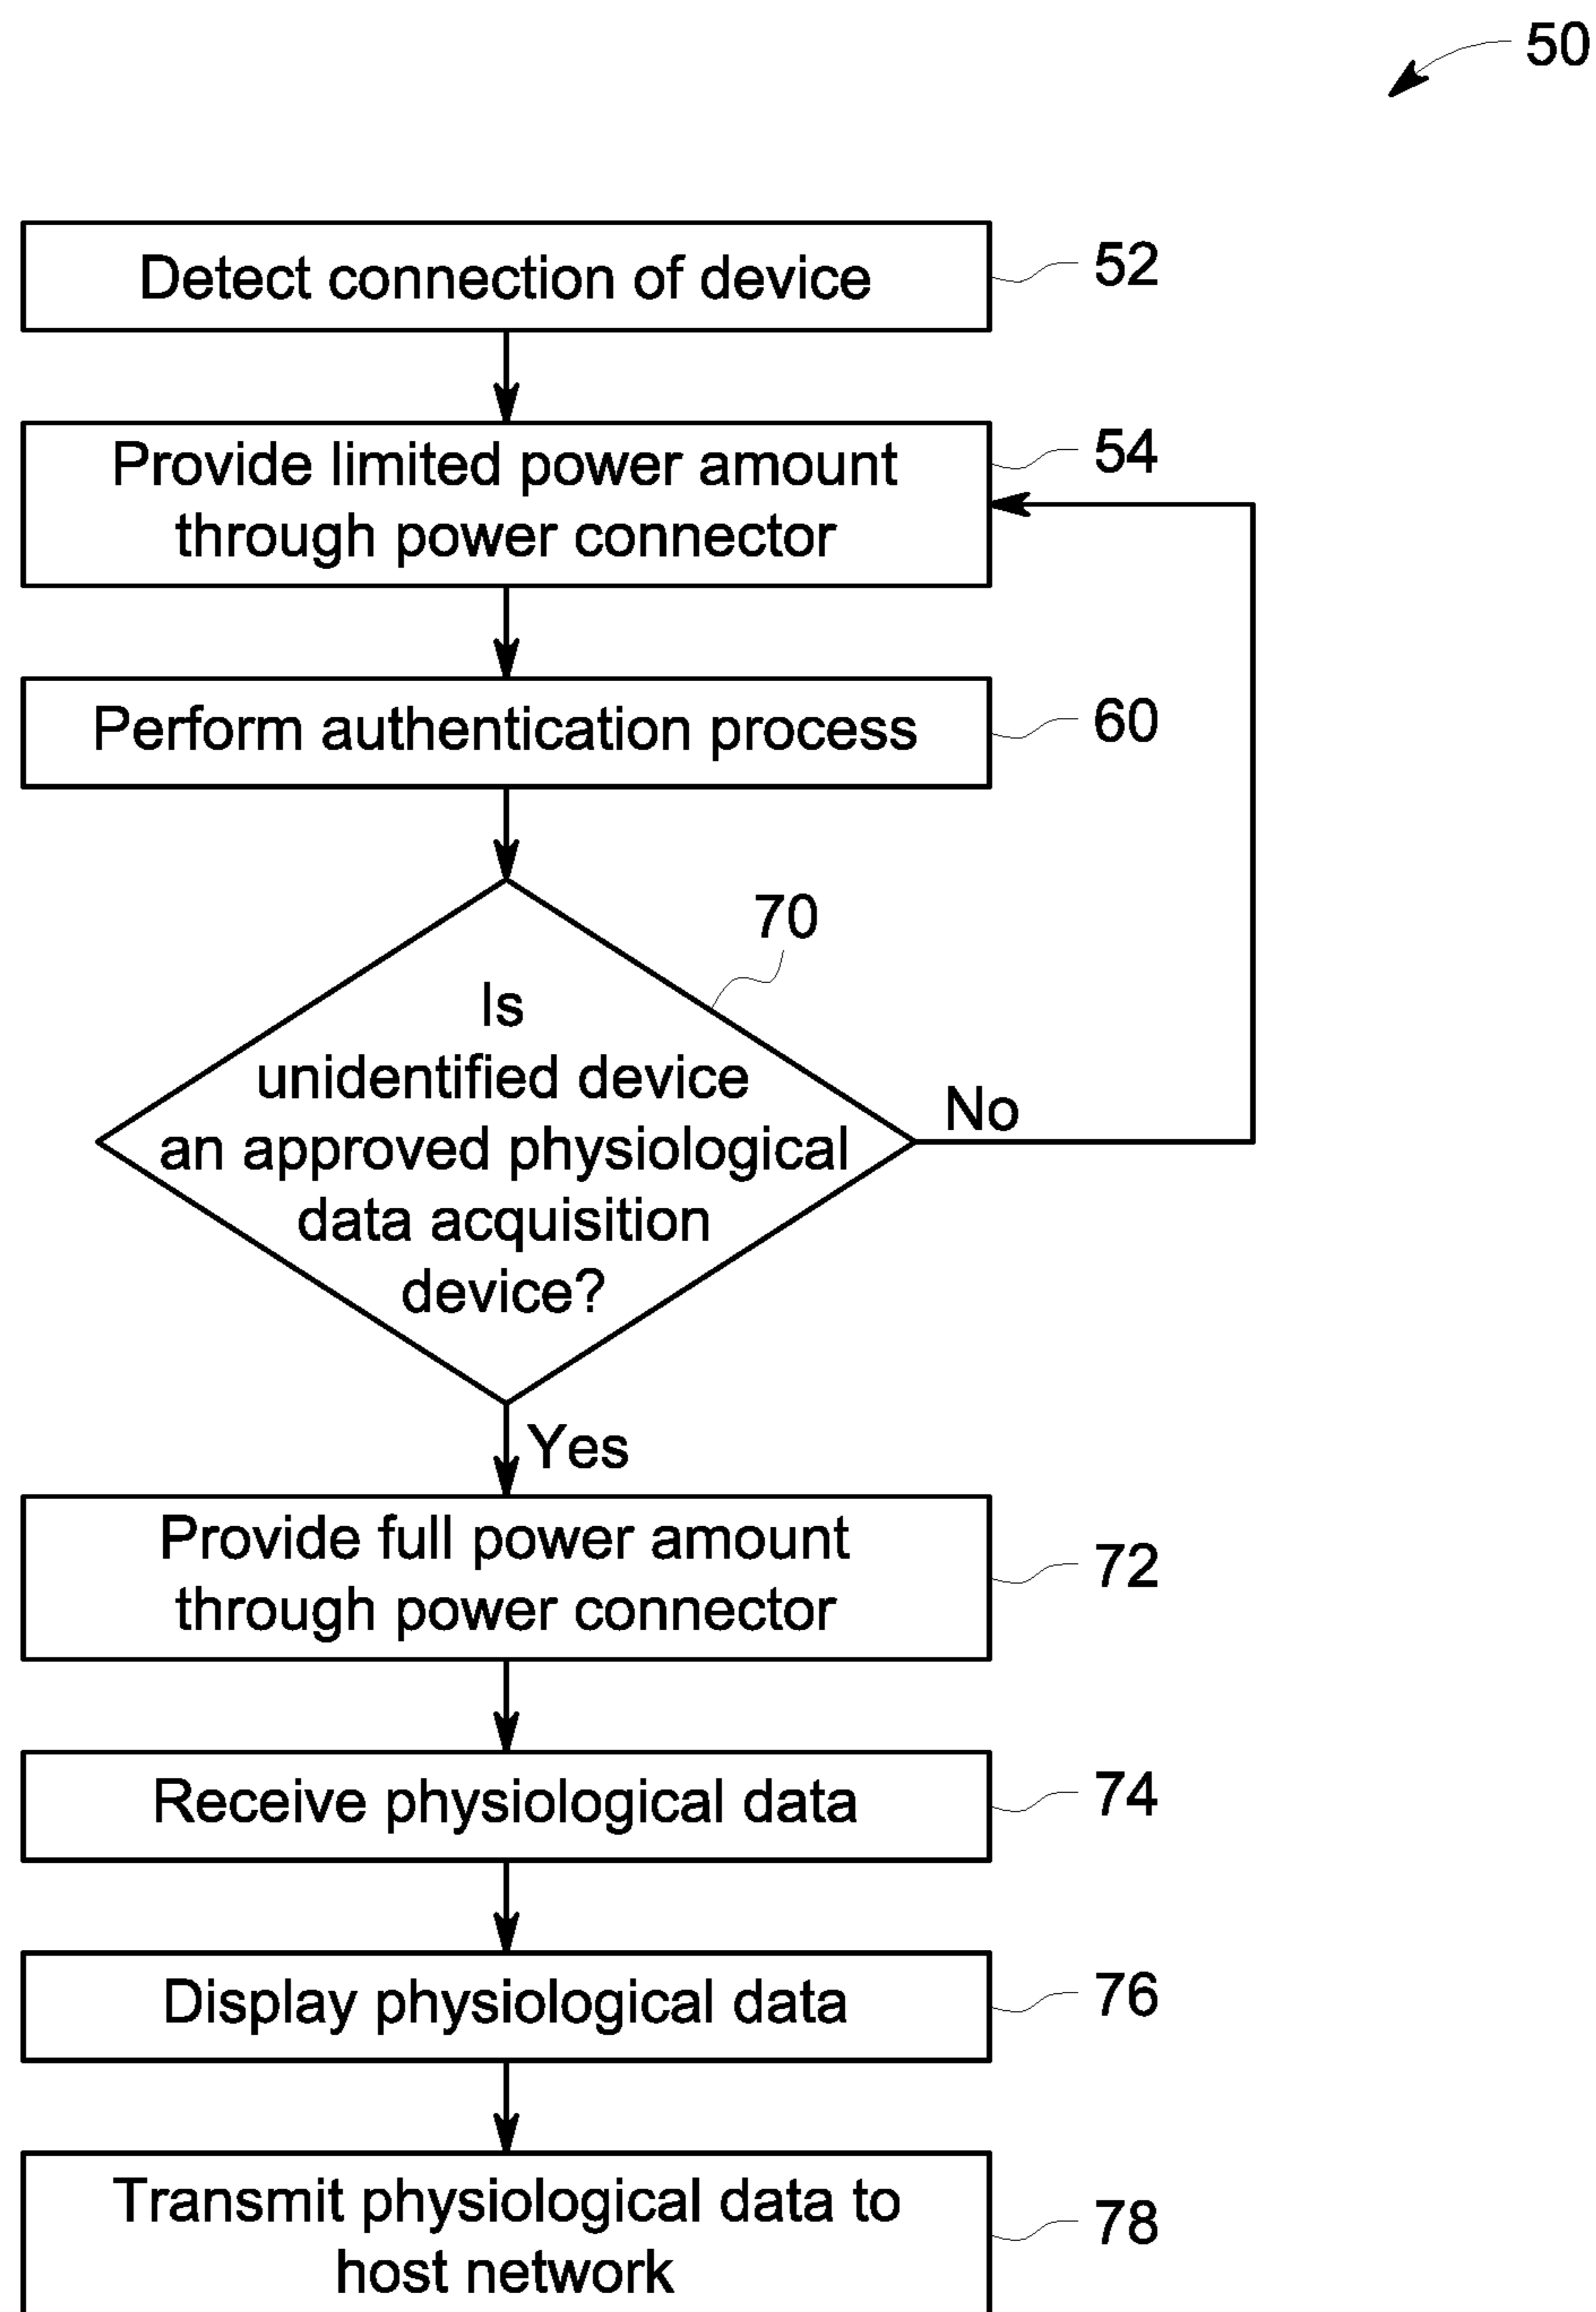 50
Detect connection of device
52
Provide limited power amount
through power connector
54
Perform authentication process
60
70
Is
unidentified device
an approved physiological
data acquisition
device?
No
Yes
Provide full power amount
through power connector
72
Receive physiological data
74
Display physiological data
76
Transmit physiological data to
host network
78